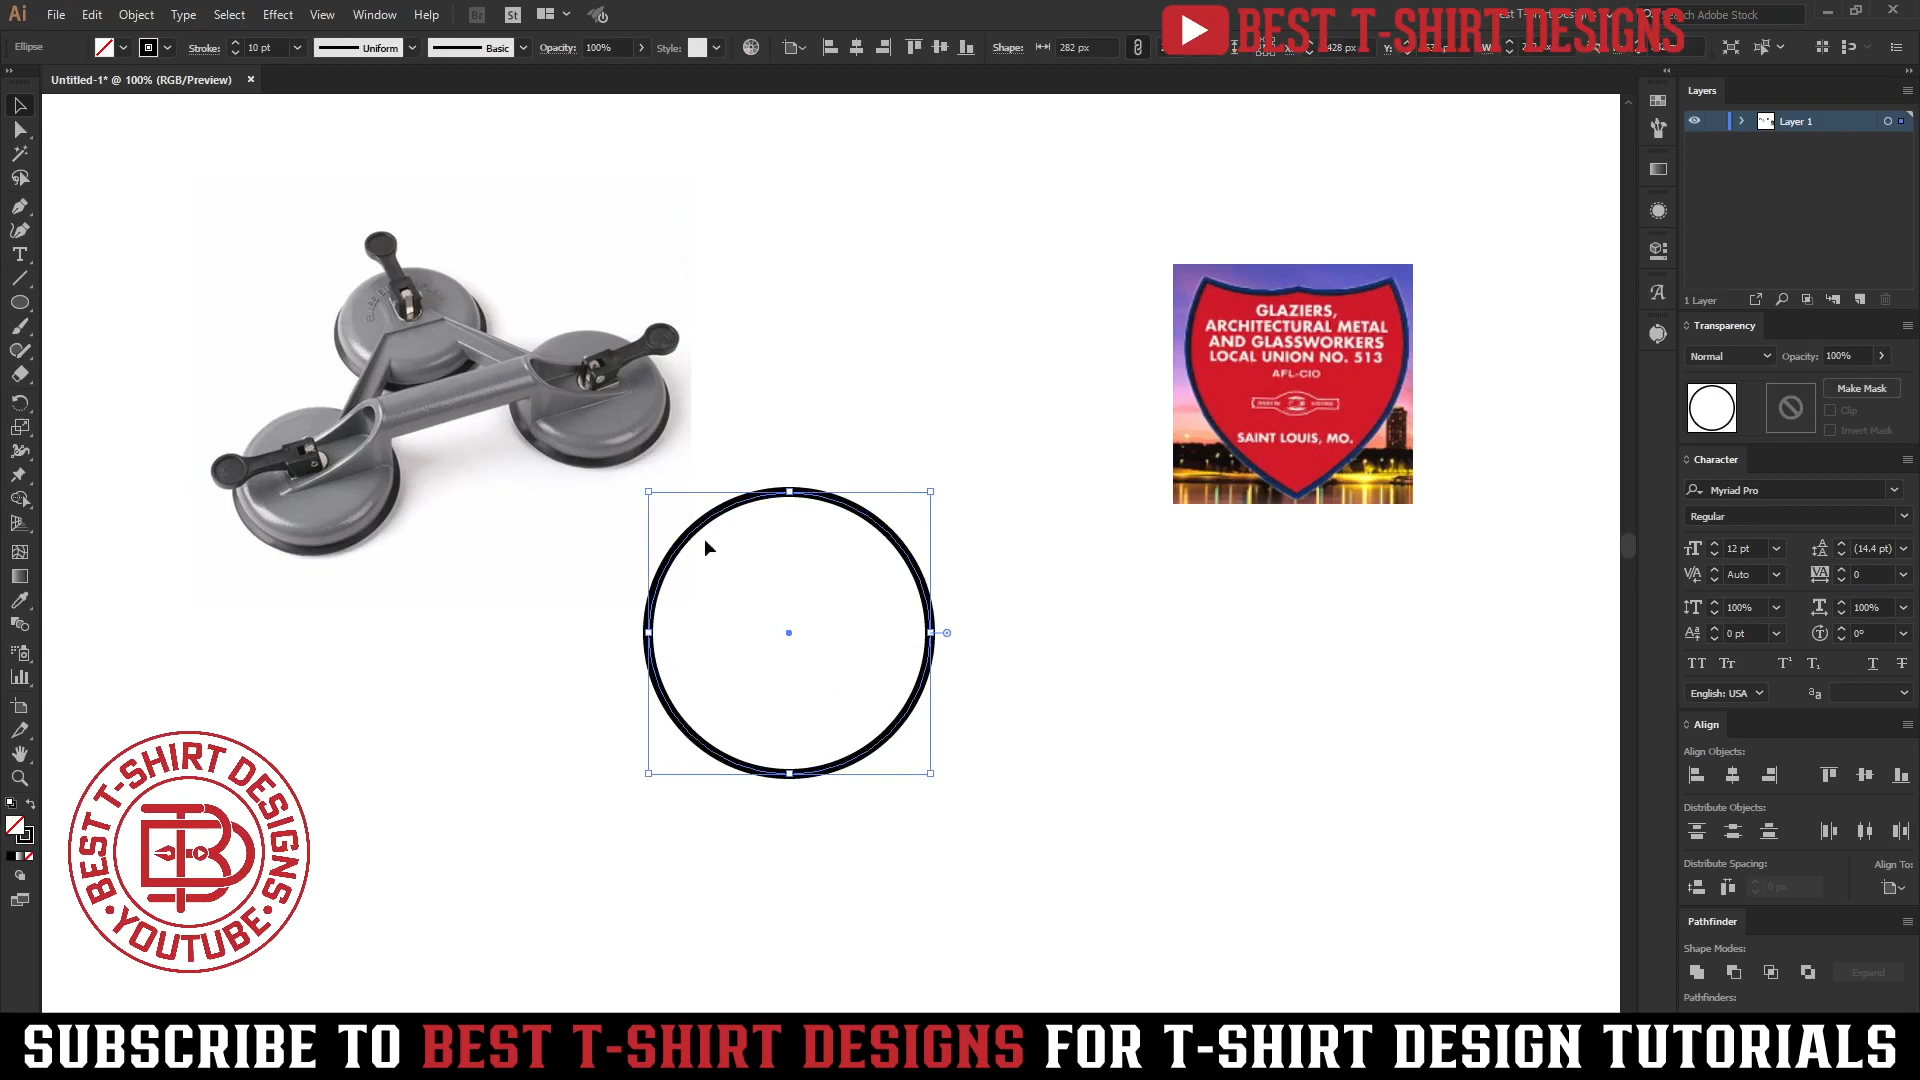 File Edit Object Type Select Effect View Window Help
BEST T-SHIRT DESIGNS
Search Adobe Stock
Ellipse Stroke: 10 pt Uniform Basic Opacity: 100% Style: Shape: 282 px
Untitled-1* @ 100% (RGB/Preview)
Layers
Layer 1
1 Layer
Transparency
Normal Opacity: 100%
Make Mask
Clip
Invert Mask
Character
Myriad Pro
Regular
12 pt (14.4 pt)
Auto 0
100% 100%
0 pt 0°
English: USA
Align
Align Objects:
Distribute Objects:
Distribute Spacing: Align To:
0 px
Pathfinder
Shape Modes:
Expand
Pathfinders:
GLAZIERS,
ARCHITECTURAL METAL
AND GLASSWORKERS
LOCAL UNION NO. 513
AFL-CIO
SAINT LOUIS, MO.
BEST T-SHIRT DESIGNS
• YOUTUBE •
SUBSCRIBE TO BEST T-SHIRT DESIGNS FOR T-SHIRT DESIGN TUTORIALS